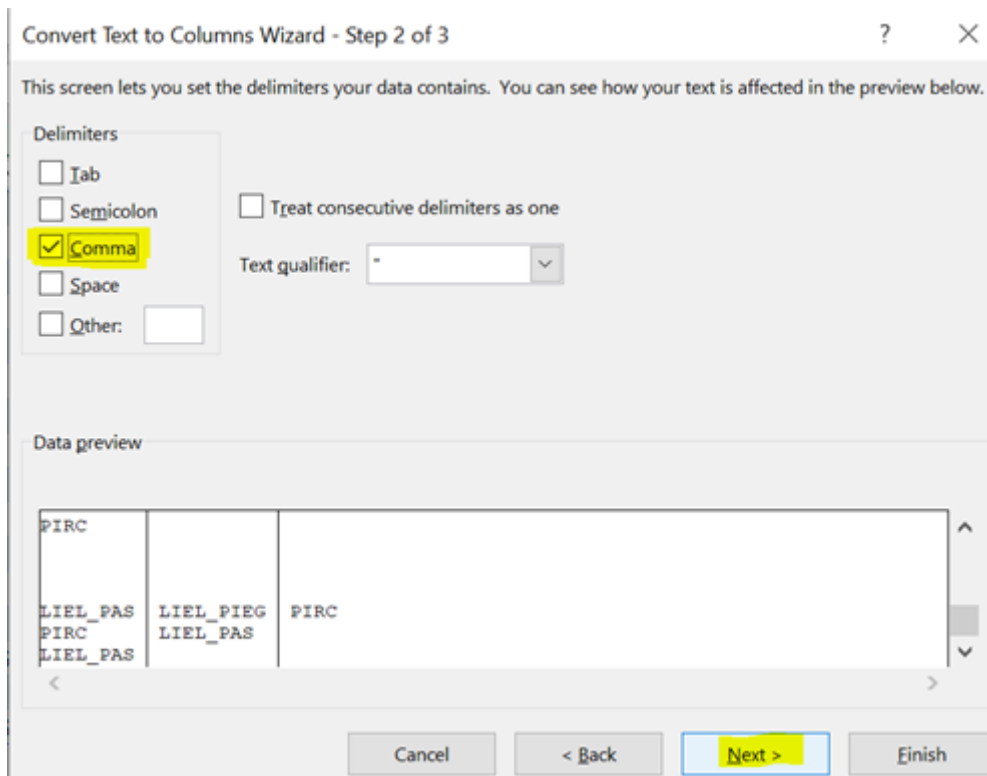 Convert Text to Columns Wizard - Step 2 of 3 ?
This screen lets you set the delimiters your data contains. You can see how your text is affected in the preview below.
Delimiters
Tab
Semicolon
Comma
Space
Other:
Treat consecutive delimiters as one
Text qualifier: "
Data preview
PIRC
LIEL_PAS LIEL_PIEG PIRC
PIRC LIEL_PAS
LIEL_PAS
Cancel < Back Next > Finish